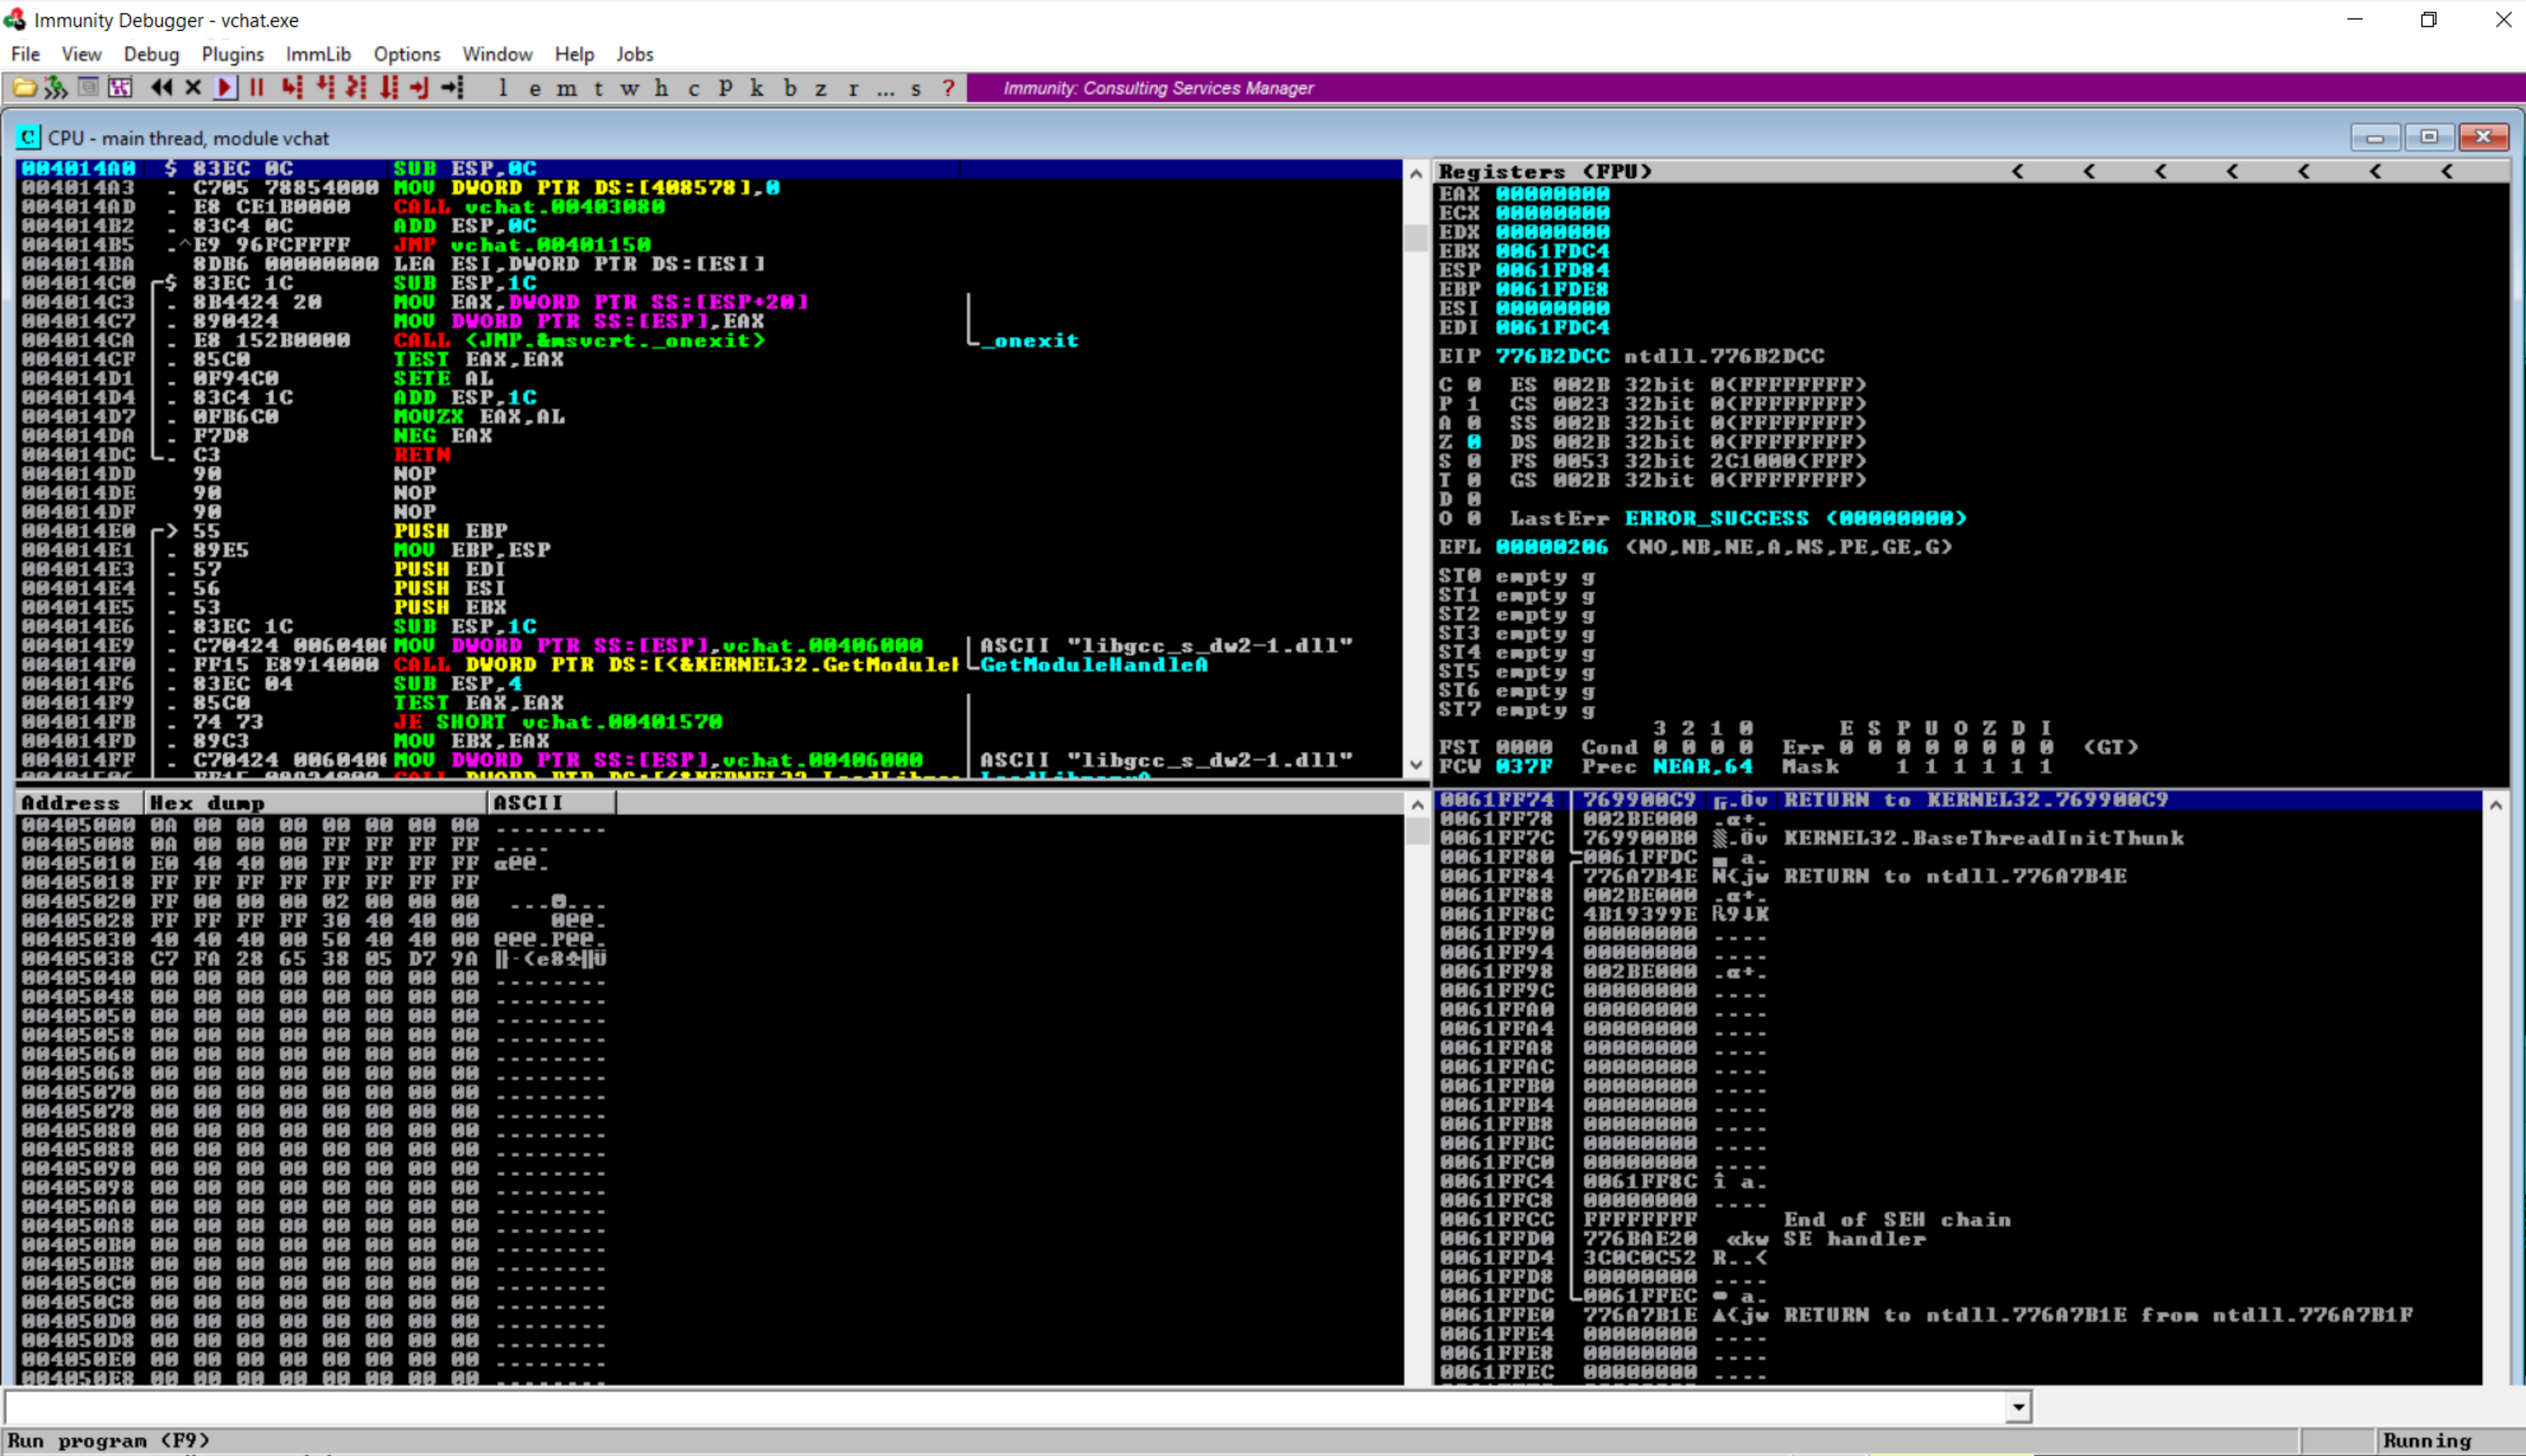 Immunity Debugger - vchat.exe
File View Debug Plugins ImmLib Options Window Help Jobs
l e m t w h c P k b z r ... s ?
Immunity: Consulting Services Manager
C CPU - main thread, module vchat
004014A0 $ 83EC 0C SUB ESP,0C
004014A3 . C705 78854000 MOV DWORD PTR DS:[408578],0
004014AD . E8 CE1B0000 CALL vchat.00403080
004014B2 . 83C4 0C ADD ESP,0C
004014B5 .^E9 96FCFFFF JMP vchat.00401150
004014BA 8DB6 00000000 LEA ESI,DWORD PTR DS:[ESI]
004014C0 $ 83EC 1C SUB ESP,1C
004014C3 . 8B4424 20 MOV EAX,DWORD PTR SS:[ESP+20]
004014C7 . 890424 MOV DWORD PTR SS:[ESP],EAX
004014CA . E8 152B0000 CALL <JMP.&msvcrt._onexit> _onexit
004014CF . 85C0 TEST EAX,EAX
004014D1 . 0F94C0 SETE AL
004014D4 . 83C4 1C ADD ESP,1C
004014D7 . 0FB6C0 MOVZX EAX,AL
004014DA . F7D8 NEG EAX
004014DC . C3 RETN
004014DD 90 NOP
004014DE 90 NOP
004014DF 90 NOP
004014E0 > 55 PUSH EBP
004014E1 . 89E5 MOV EBP,ESP
004014E3 . 57 PUSH EDI
004014E4 . 56 PUSH ESI
004014E5 . 53 PUSH EBX
004014E6 . 83EC 1C SUB ESP,1C
004014E9 . C70424 0060400 MOV DWORD PTR SS:[ESP],vchat.00406000 ASCII "libgcc_s_dw2-1.dll"
004014F0 . FF15 E8914000 CALL DWORD PTR DS:[<&KERNEL32.GetModuleH GetModuleHandleA
004014F6 . 83EC 04 SUB ESP,4
004014F9 . 85C0 TEST EAX,EAX
004014FB . 74 73 JE SHORT vchat.00401570
004014FD . 89C3 MOV EBX,EAX
004014FF . C70424 0060400 MOV DWORD PTR SS:[ESP],vchat.00406000 ASCII "libgcc_s_dw2-1.dll"
Registers (FPU) < < < < < < <
EAX 00000000
ECX 00000000
EDX 00000000
EBX 0061FDC4
ESP 0061FD84
EBP 0061FDE8
ESI 00000000
EDI 0061FDC4
EIP 776B2DCC ntdll.776B2DCC
C 0 ES 002B 32bit 0(FFFFFFFF)
P 1 CS 0023 32bit 0(FFFFFFFF)
A 0 SS 002B 32bit 0(FFFFFFFF)
Z 0 DS 002B 32bit 0(FFFFFFFF)
S 0 FS 0053 32bit 2C1000(FFF)
T 0 GS 002B 32bit 0(FFFFFFFF)
D 0
O 0 LastErr ERROR_SUCCESS (00000000)
EFL 00000206 (NO,NB,NE,A,NS,PE,GE,G)
ST0 empty g
ST1 empty g
ST2 empty g
ST3 empty g
ST4 empty g
ST5 empty g
ST6 empty g
ST7 empty g
3 2 1 0 E S P U O Z D I
FST 0000 Cond 0 0 0 0 Err 0 0 0 0 0 0 0 0 (GT)
FCW 037F Prec NEAR,64 Mask 1 1 1 1 1 1
Address Hex dump ASCII
00405000 0A 00 00 00 00 00 00 00 ........
00405008 0A 00 00 00 FF FF FF FF ....
00405010 E0 40 40 00 FF FF FF FF α@@.
00405018 FF FF FF FF FF FF FF FF
00405020 FF 00 00 00 02 00 00 00 ...☻...
00405028 FF FF FF FF 30 40 40 00 0@@.
00405030 40 40 40 00 50 40 40 00 @@@.P@@.
00405038 C7 FA 28 65 38 05 D7 9A ╟·(e8♣╫Ü
00405040 00 00 00 00 00 00 00 00 ........
00405048 00 00 00 00 00 00 00 00 ........
00405050 00 00 00 00 00 00 00 00 ........
00405058 00 00 00 00 00 00 00 00 ........
00405060 00 00 00 00 00 00 00 00 ........
00405068 00 00 00 00 00 00 00 00 ........
00405070 00 00 00 00 00 00 00 00 ........
00405078 00 00 00 00 00 00 00 00 ........
00405080 00 00 00 00 00 00 00 00 ........
00405088 00 00 00 00 00 00 00 00 ........
00405090 00 00 00 00 00 00 00 00 ........
00405098 00 00 00 00 00 00 00 00 ........
004050A0 00 00 00 00 00 00 00 00 ........
004050A8 00 00 00 00 00 00 00 00 ........
004050B0 00 00 00 00 00 00 00 00 ........
004050B8 00 00 00 00 00 00 00 00 ........
004050C0 00 00 00 00 00 00 00 00 ........
004050C8 00 00 00 00 00 00 00 00 ........
004050D0 00 00 00 00 00 00 00 00 ........
004050D8 00 00 00 00 00 00 00 00 ........
004050E0 00 00 00 00 00 00 00 00 ........
004050E8 00 00 00 00 00 00 00 00 ........
0061FF74 769900C9 ╔.Öv RETURN to KERNEL32.769900C9
0061FF78 002BE000 .α+.
0061FF7C 769900B0 ░.Öv KERNEL32.BaseThreadInitThunk
0061FF80 0061FFDC ▄ a.
0061FF84 776A7B4E N{jw RETURN to ntdll.776A7B4E
0061FF88 002BE000 .α+.
0061FF8C 4B19399E ₧9↓K
0061FF90 00000000 ....
0061FF94 00000000 ....
0061FF98 002BE000 .α+.
0061FF9C 00000000 ....
0061FFA0 00000000 ....
0061FFA4 00000000 ....
0061FFA8 00000000 ....
0061FFAC 00000000 ....
0061FFB0 00000000 ....
0061FFB4 00000000 ....
0061FFB8 00000000 ....
0061FFBC 00000000 ....
0061FFC0 00000000 ....
0061FFC4 0061FF8C î a.
0061FFC8 00000000 ....
0061FFCC FFFFFFFF End of SEH chain
0061FFD0 776BAE20 «kw SE handler
0061FFD4 3C0C0C52 R..<
0061FFD8 00000000 ....
0061FFDC 0061FFEC a.
0061FFE0 776A7B1E ▲{jw RETURN to ntdll.776A7B1E from ntdll.776A7B1F
0061FFE4 00000000 ....
0061FFE8 00000000 ....
0061FFEC 00000000 ....
Run program (F9)
Running